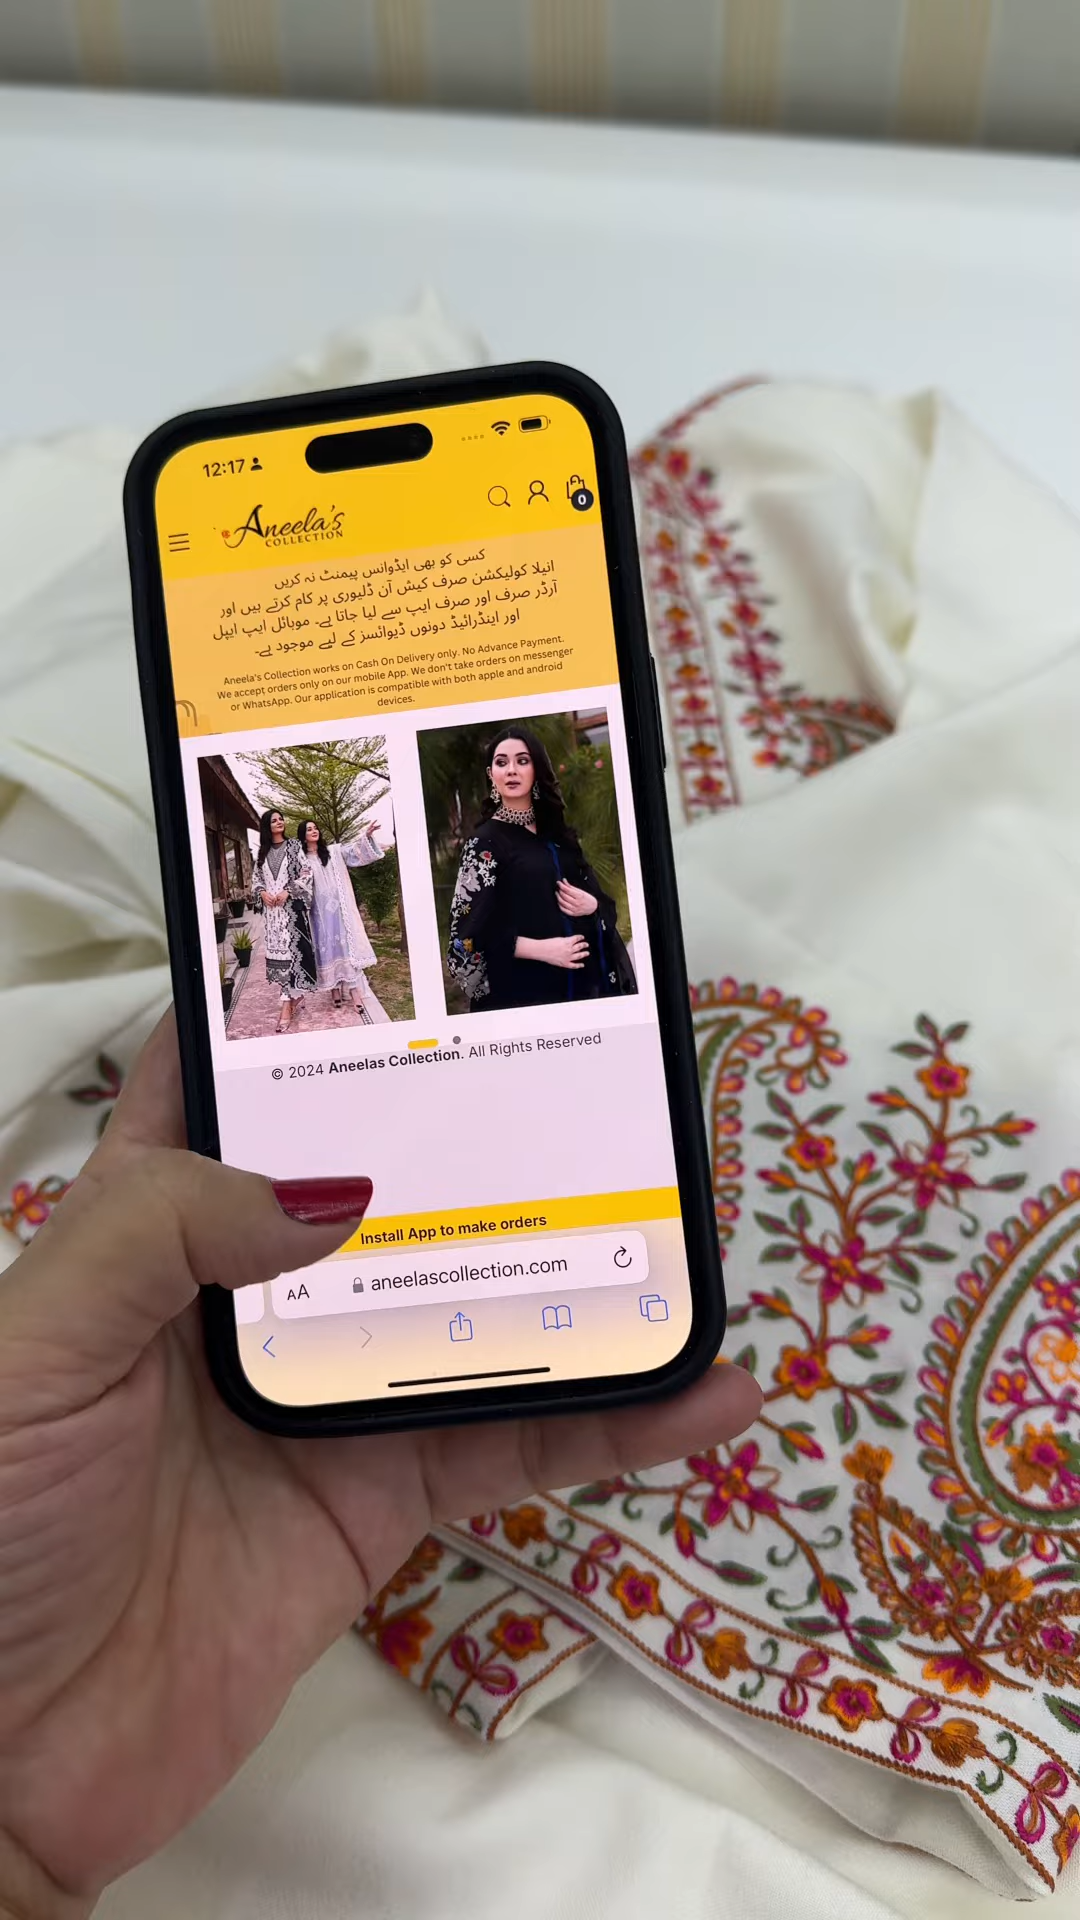 12:17
Aneela's
COLLECTION
0
کسی کو بھی ایڈوانس پیمنٹ نہ کریں
انیلا کولیکشن صرف کیش آن ڈلیوری پر کام کرتے ہیں اور
آرڈر صرف اور صرف ایپ سے لیا جاتا ہے۔ موبائل ایپ ایپل
اور اینڈرائیڈ دونوں ڈیوائسز کے لیے موجود ہے۔
Aneela's Collection works on Cash On Delivery only. No Advance Payment.
We accept orders only on our mobile App. We don't take orders on messenger
or WhatsApp. Our application is compatible with both apple and android
devices.
© 2024 Aneelas Collection. All Rights Reserved
Install App to make orders
AA aneelascollection.com